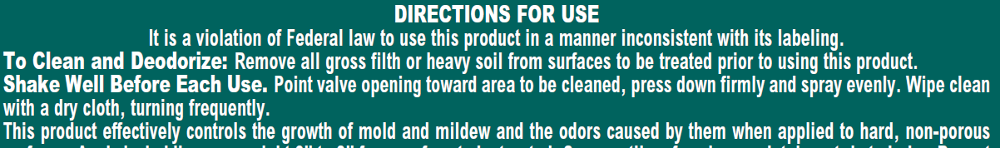 DIRECTIONS FOR USE
It is a violation of Federal law to use this product in a manner inconsistent with its labeling.
To Clean and Deodorize: Remove all gross filth or heavy soil from surfaces to be treated prior to using this product.
Shake Well Before Each Use. Point valve opening toward area to be cleaned, press down firmly and spray evenly. Wipe clean
with a dry cloth, turning frequently.
This product effectively controls the growth of mold and mildew and the odors caused by them when applied to hard, non-porous